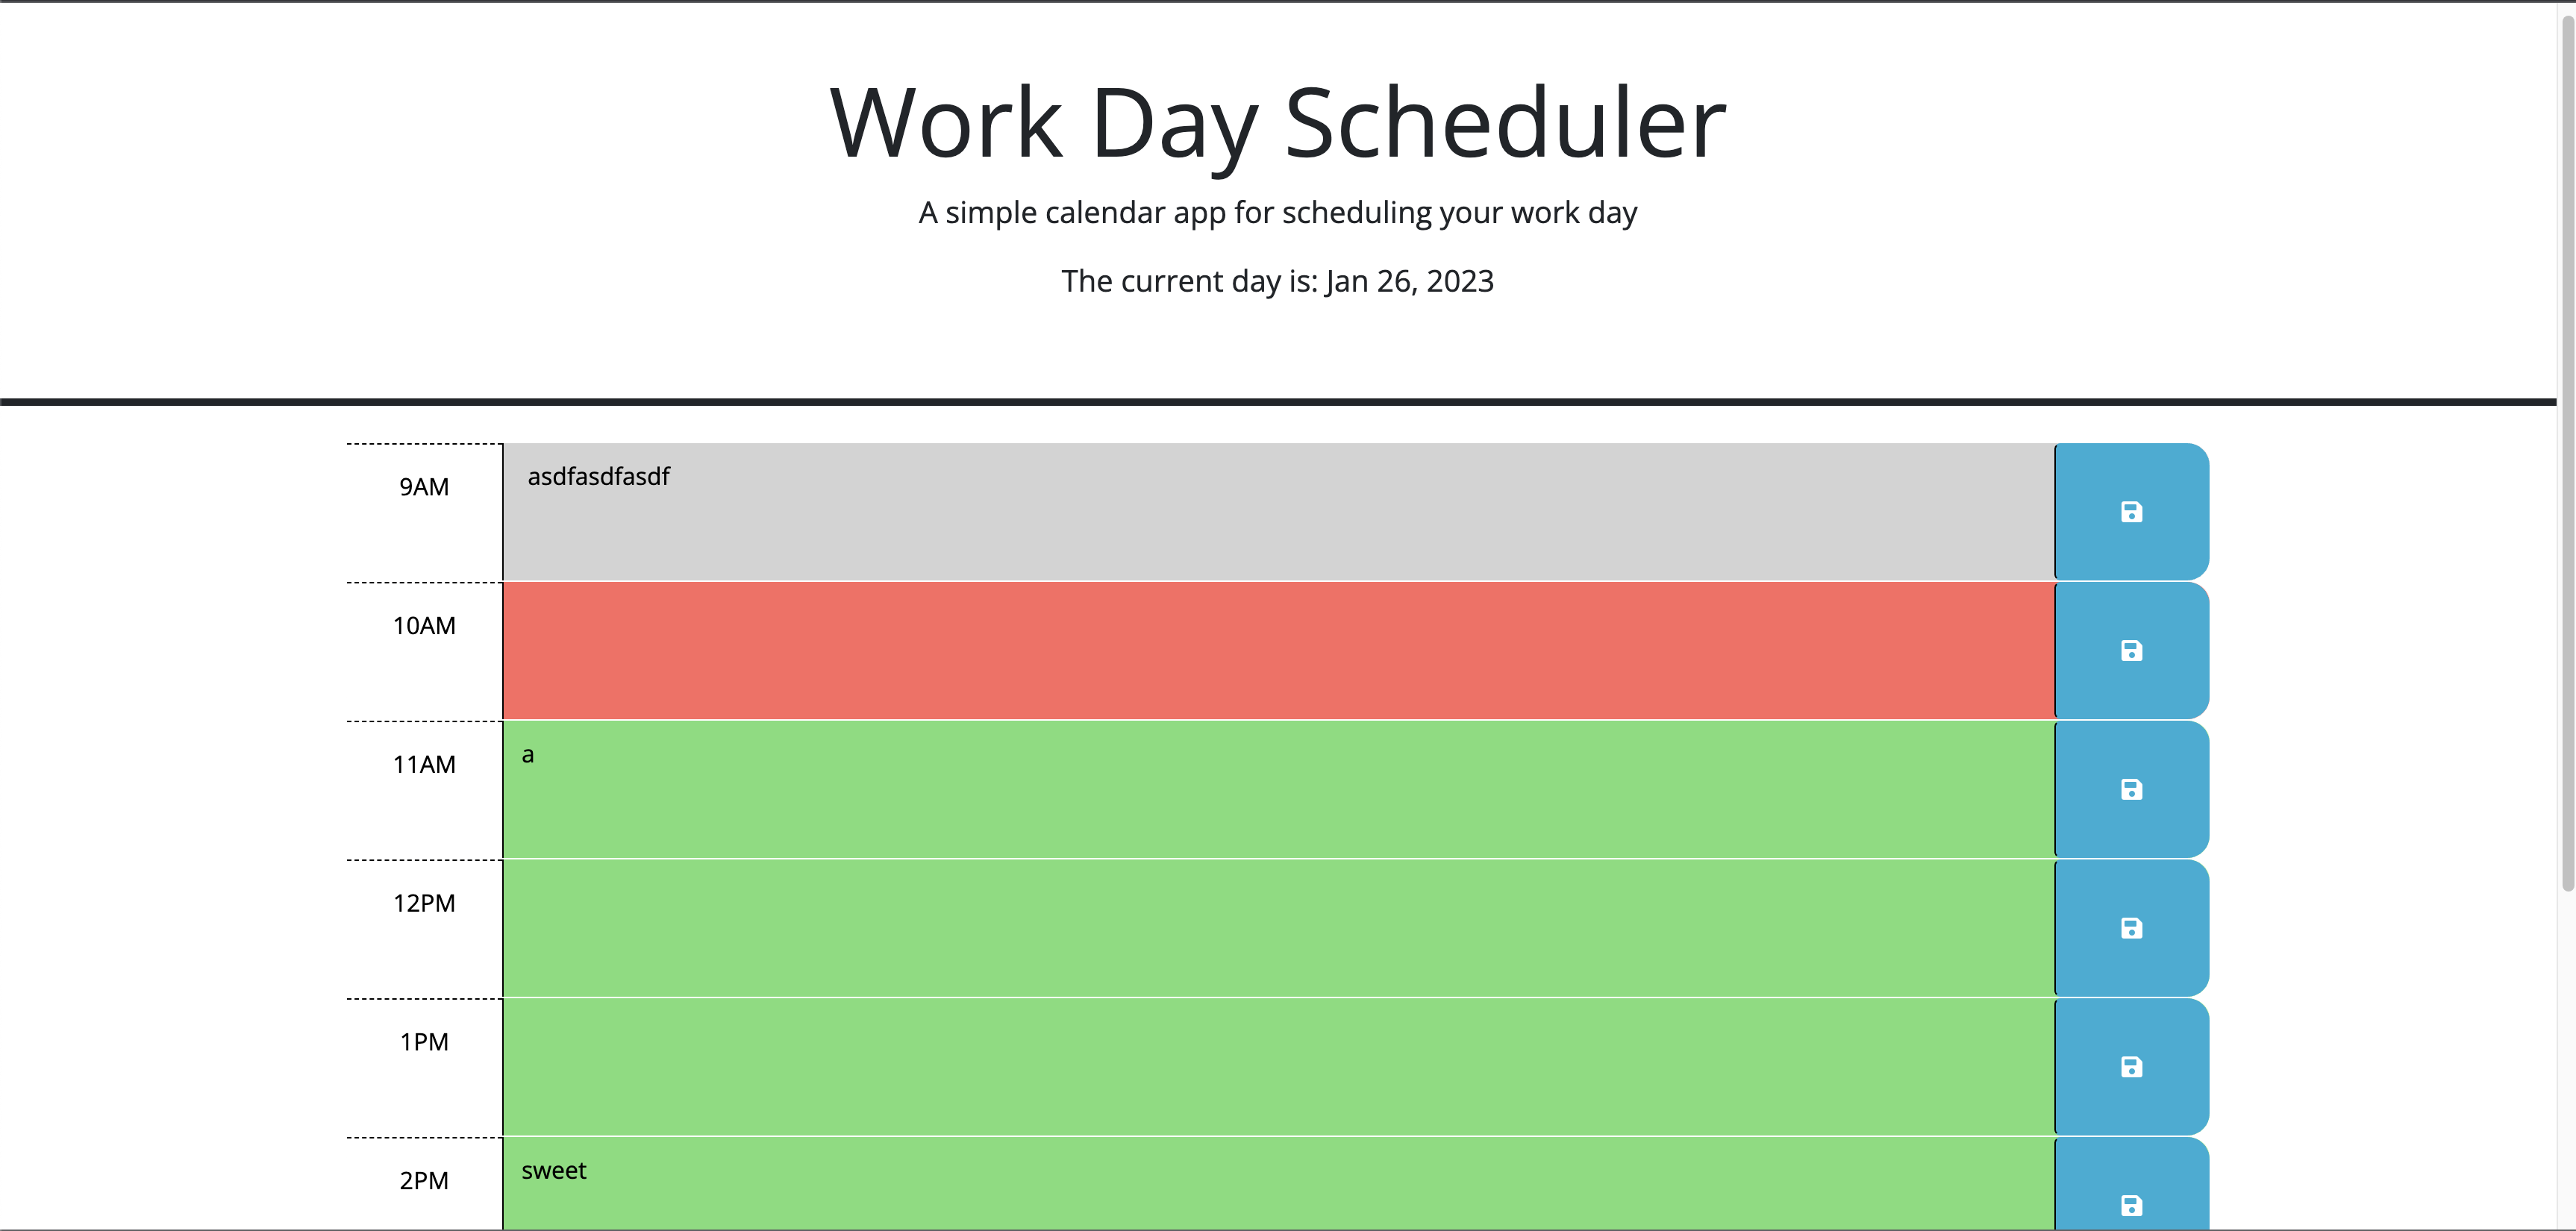 Work Day Scheduler
A simple calendar app for scheduling your work day
The current day is: Jan 26, 2023
9AM
asdfasdfasdf
10AM
11AM
a
12PM
1PM
2PM
sweet